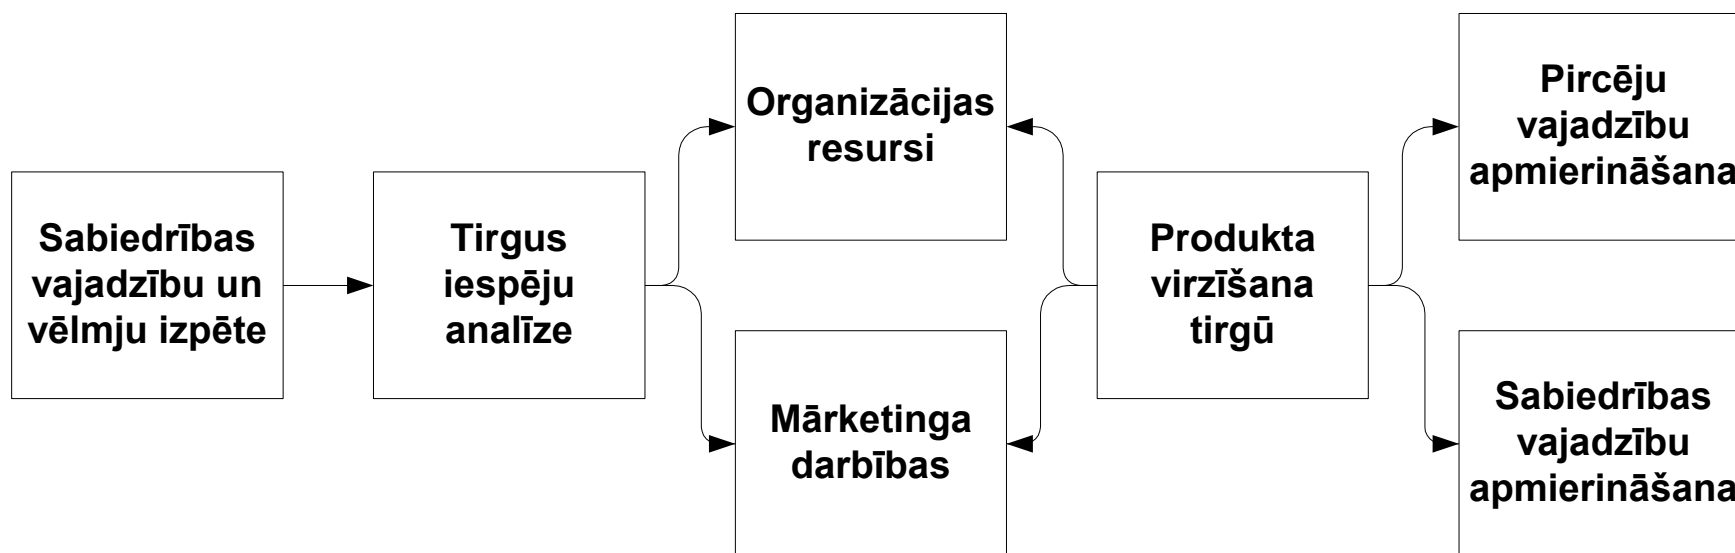 Sabiedrības
vajadzību un
vēlmju izpēte
Tirgus
iespēju
analīze
Organizācijas
resursi
Mārketinga
darbības
Produkta
virzīšana
tirgū
Pircēju
vajadzību
apmierināšana
Sabiedrības
vajadzību
apmierināšana